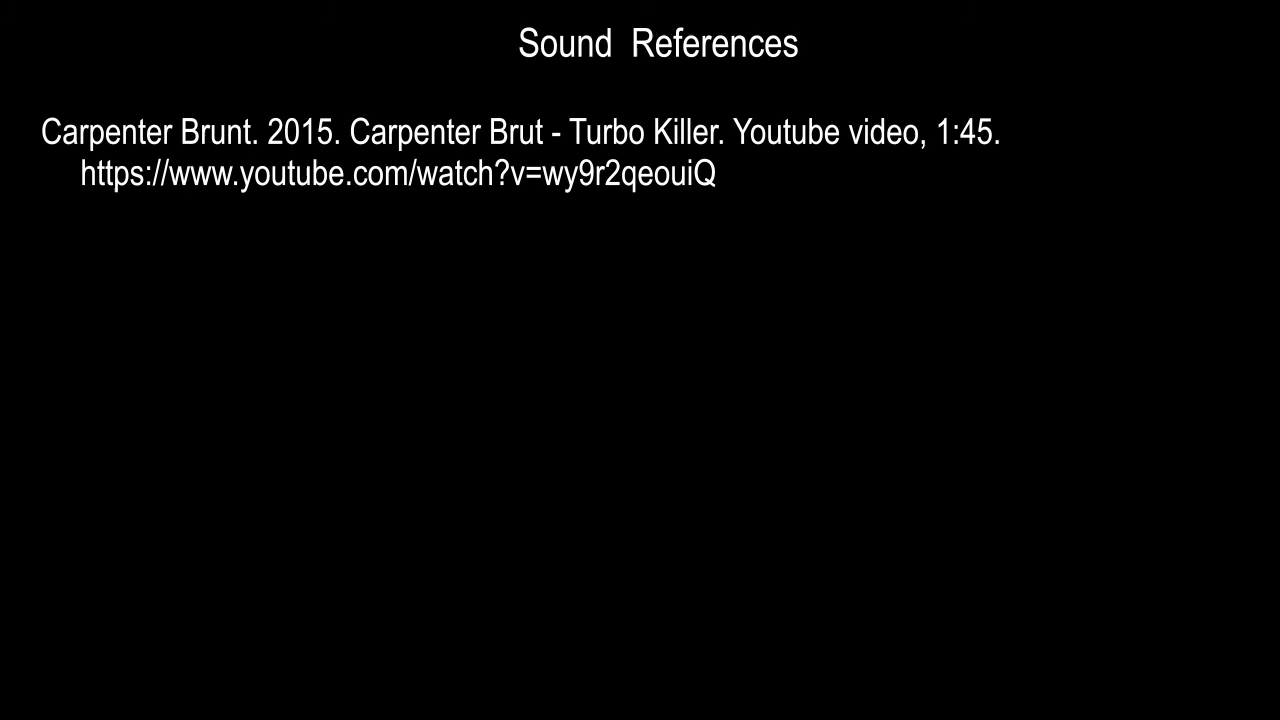 Sound References
Carpenter Brunt. 2015. Carpenter Brut - Turbo Killer. Youtube video, 1:45.
https://www.youtube.com/watch?v=wy9r2qeouiQ